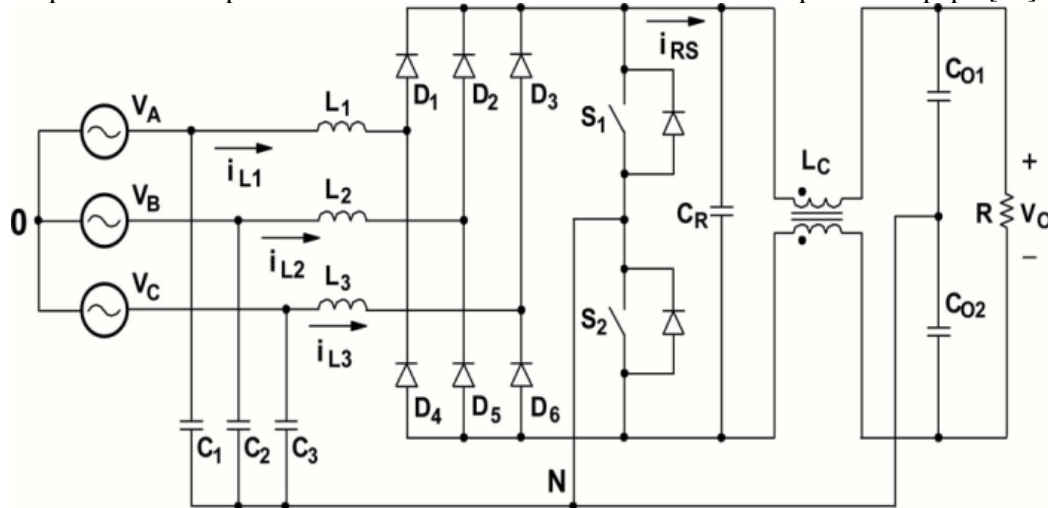 i_RS
D_1
D_2
D_3
V_A
L_1
S_1
i_L1
L_C
C_O1
+
0
V_B
L_2
C_R
R
V_O
i_L2
–
V_C
L_3
S_2
C_O2
i_L3
D_4
D_5
D_6
C_1
C_2
C_3
N